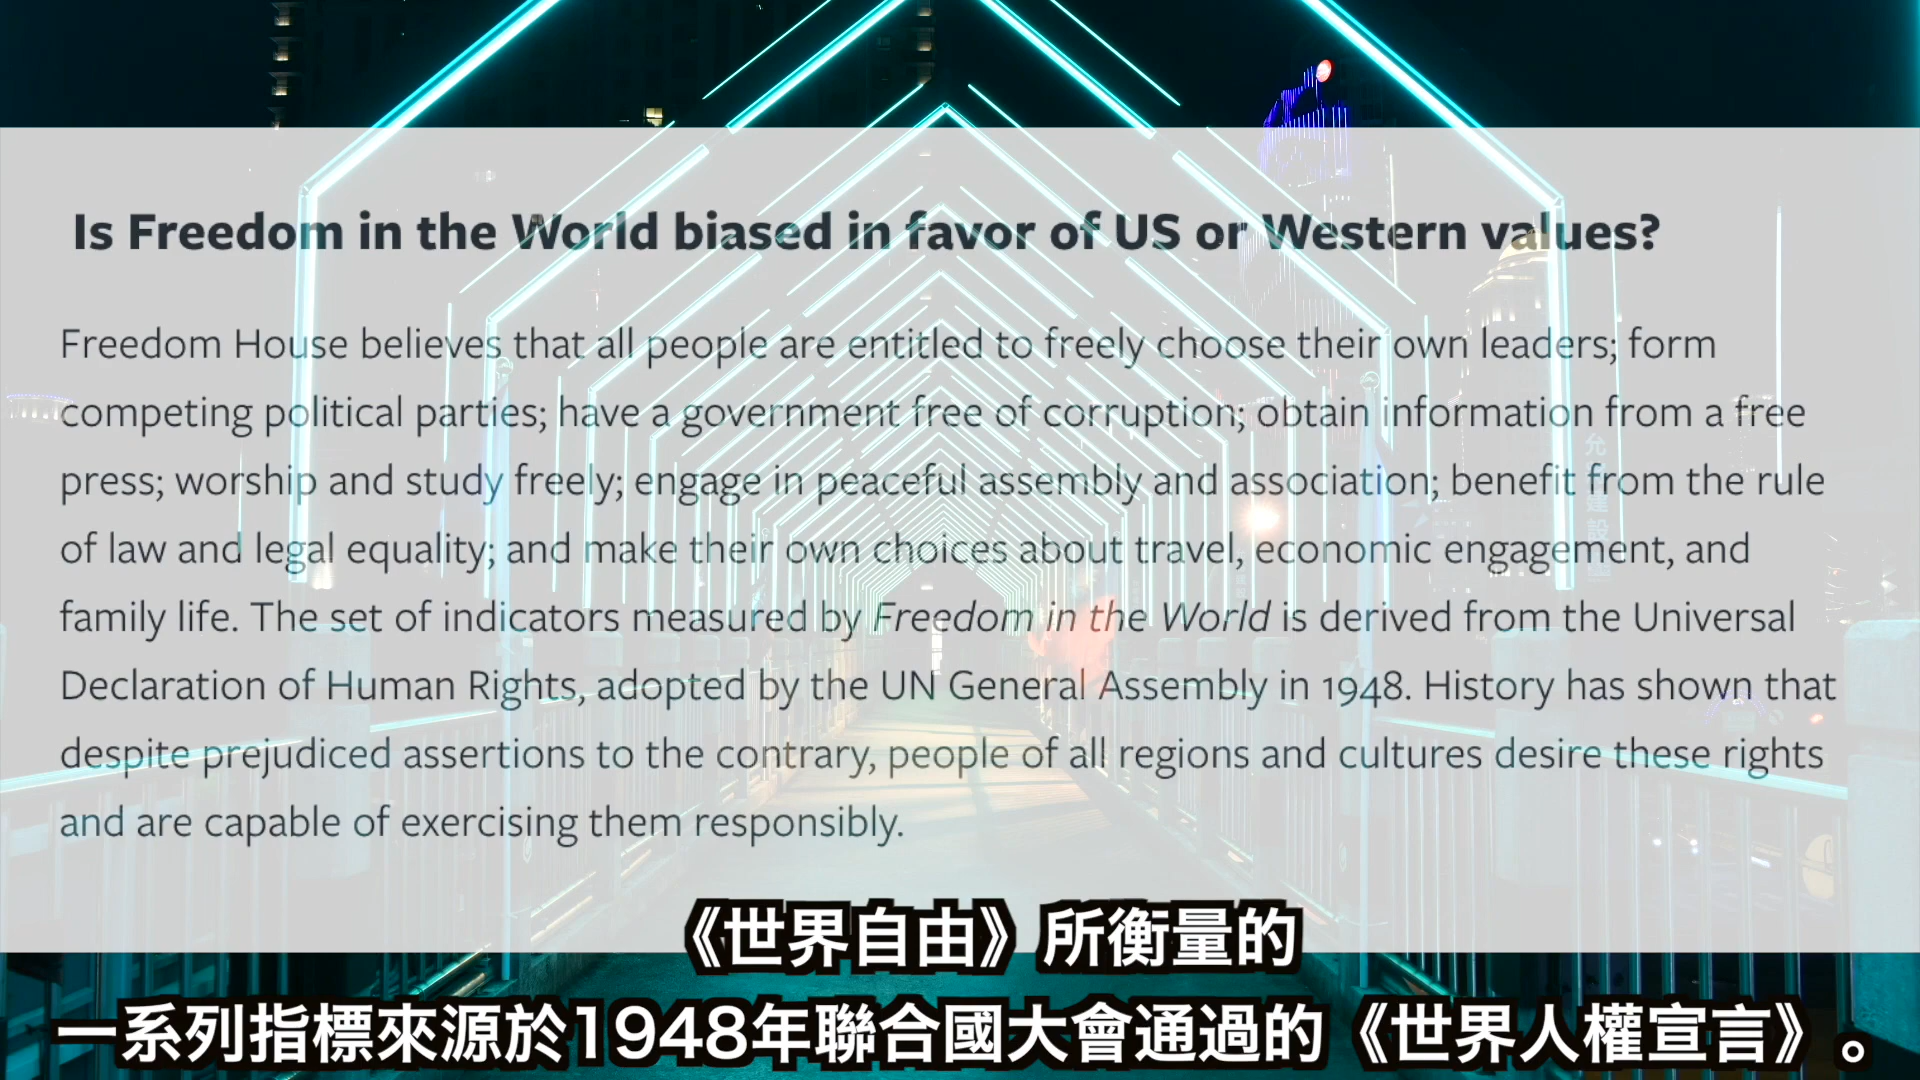 Is Freedom in the World biased in favor of US or Western values?
Freedom House believes that all people are entitled to freely choose their own leaders; form
competing political parties; have a government free of corruption; obtain information from a free
press; worship and study freely; engage in peaceful assembly and association; benefit from the rule
of law and legal equality; and make their own choices about travel, economic engagement, and
family life. The set of indicators measured by Freedom in the World is derived from the Universal
Declaration of Human Rights, adopted by the UN General Assembly in 1948. History has shown that
despite prejudiced assertions to the contrary, people of all regions and cultures desire these rights
and are capable of exercising them responsibly.
《世界自由》所衡量的
一系列指標來源於1948年聯合國大會通過的《世界人權宣言》。